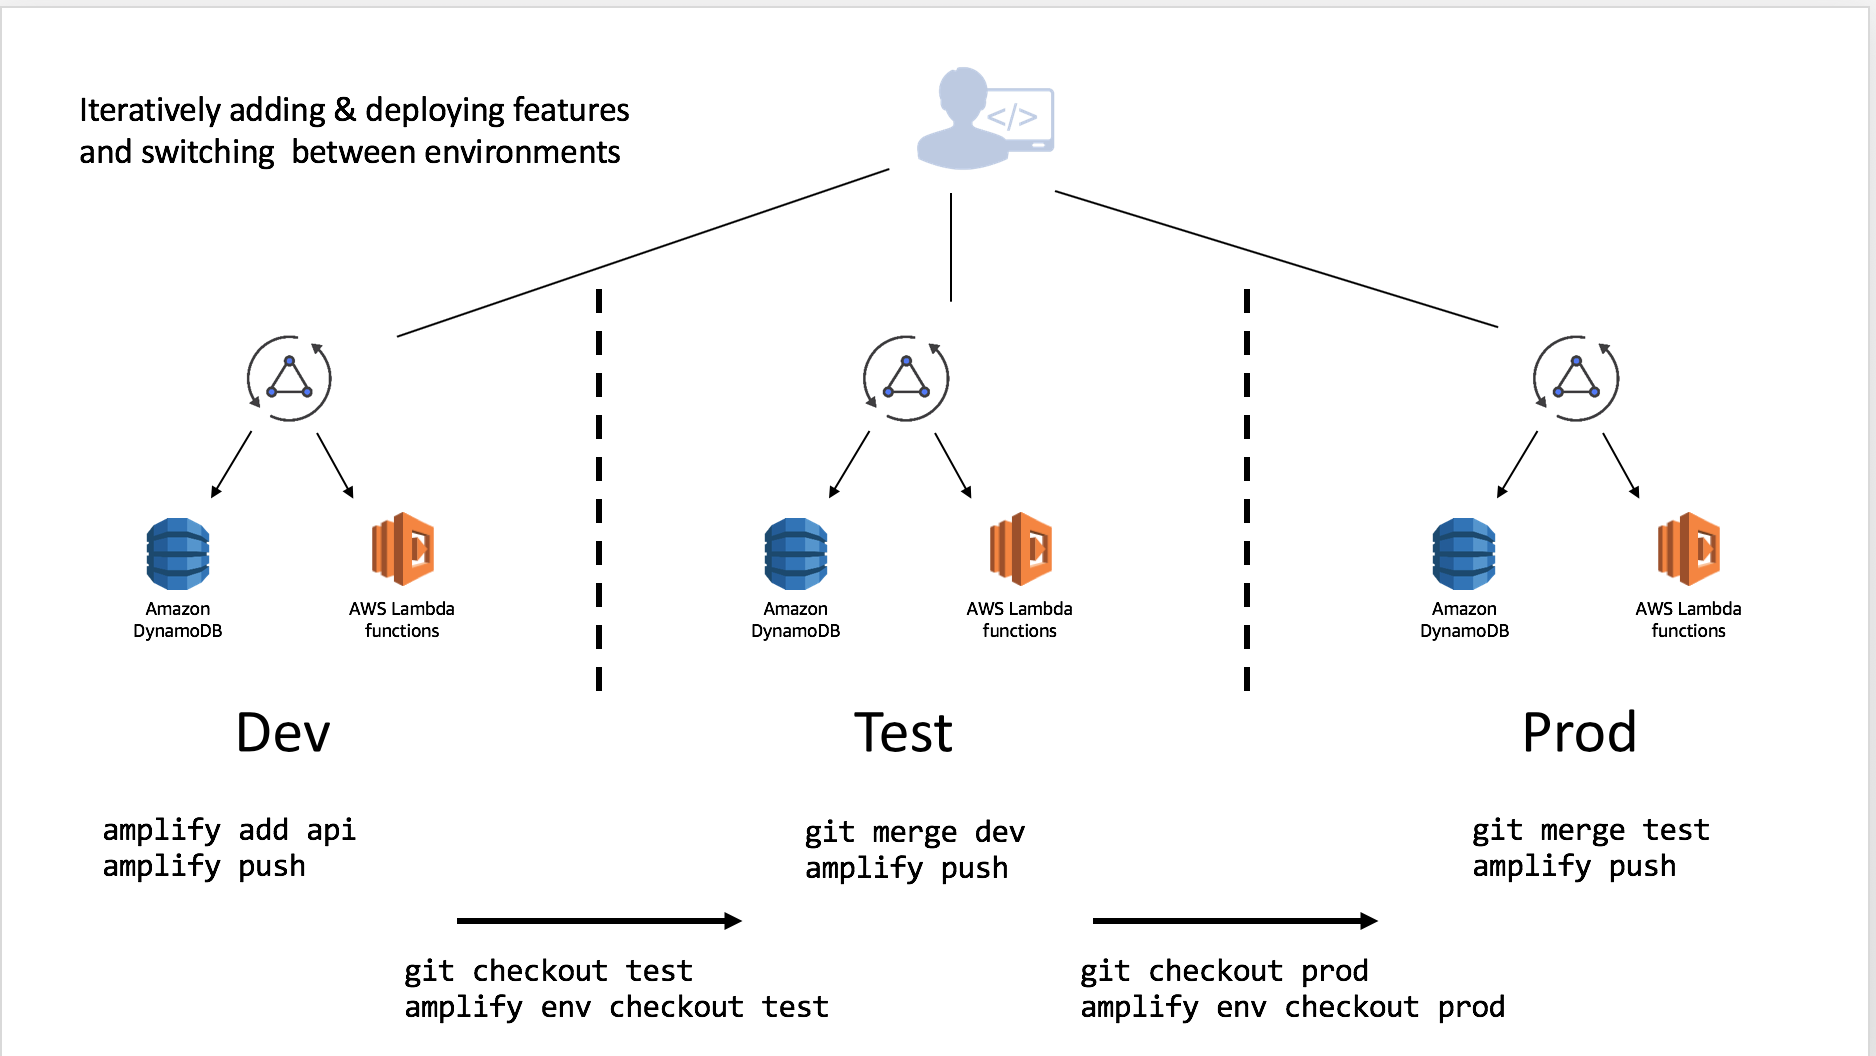 Iteratively adding & deploying features
and switching  between environments
</>
Amazon
DynamoDB
AWS Lambda
functions
Amazon
DynamoDB
AWS Lambda
functions
Amazon
DynamoDB
AWS Lambda
functions
Dev
Test
Prod
amplify add api
amplify push
git merge dev
amplify push
git merge test
amplify push
git checkout test
amplify env checkout test
git checkout prod
amplify env checkout prod